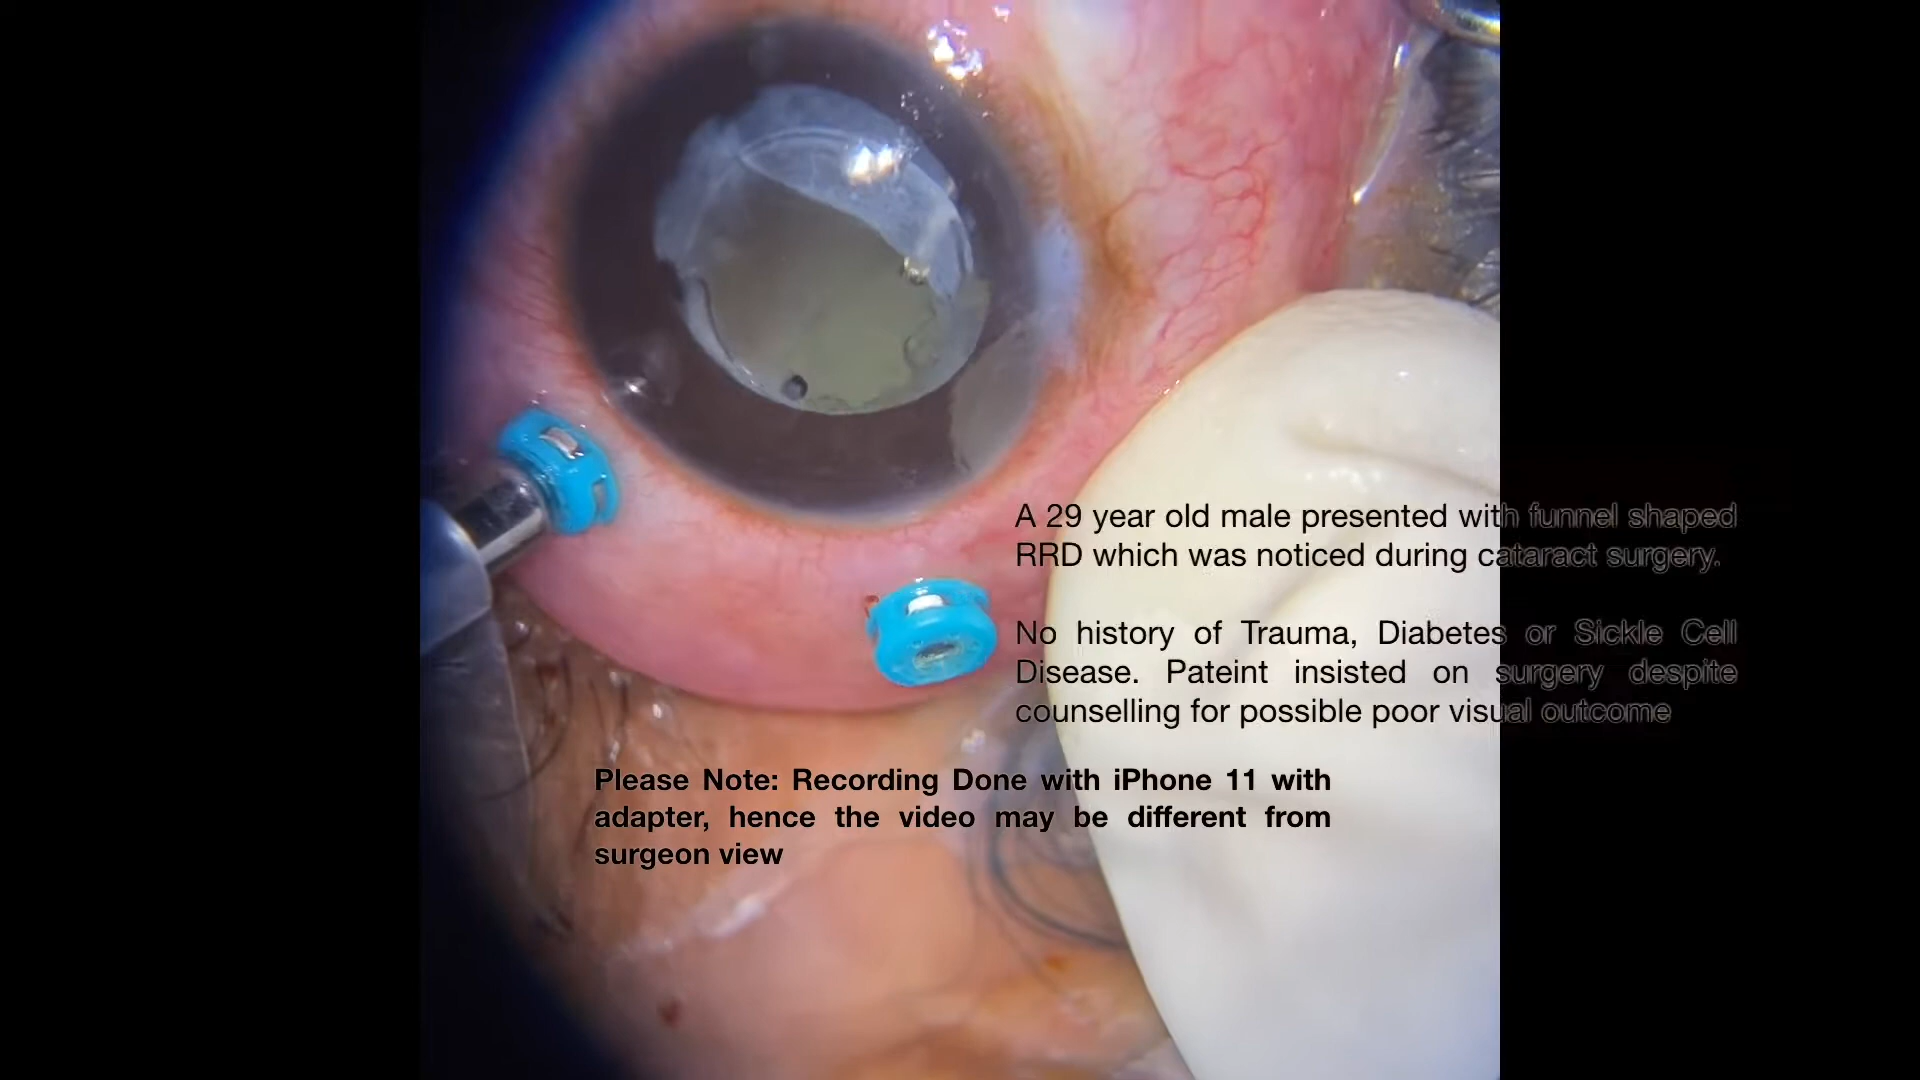 A 29 year old male presented with funnel shaped
RRD which was noticed during cataract surgery.
No history of Trauma, Diabetes or Sickle Cell
Disease. Pateint insisted on surgery despite
counselling for possible poor visual outcome
Please Note: Recording Done with iPhone 11 with
adapter, hence the video may be different from
surgeon view